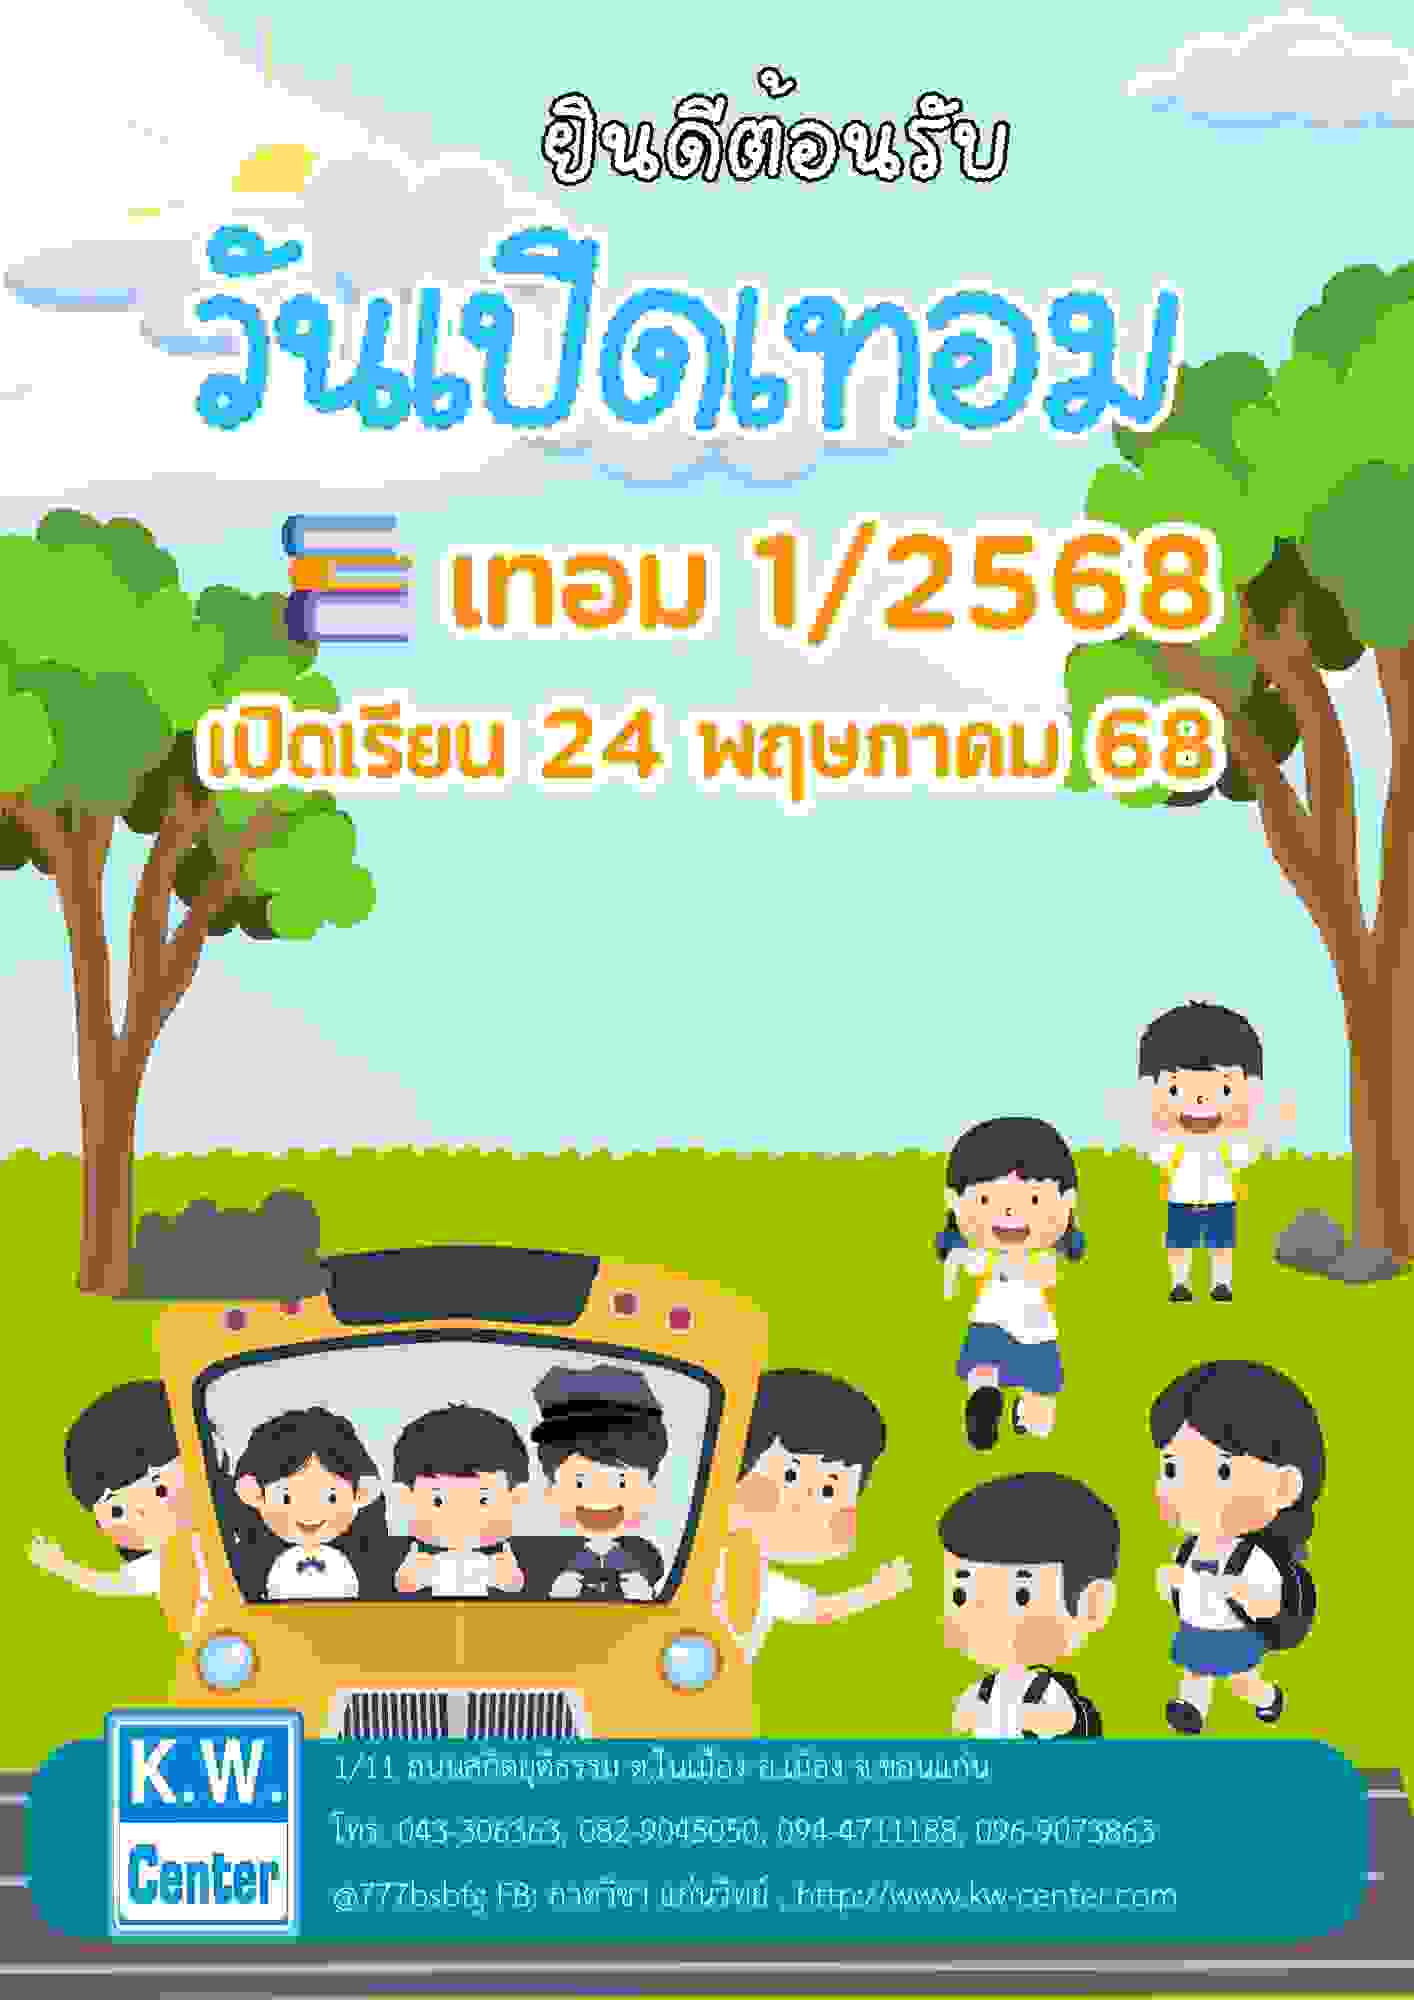 ยินดีต้อนรับ
วันเปิดเทอม
เทอม 1/2568
เปิดเรียน 24 พฤษภาคม 68
K.W.
Center
1/11 ถนนสถิตยุติธรรม ต.ในเมือง อ.เมือง จ.ขอนแก่น
โทร. 043-306363, 082-9045050, 094-4711188, 096-9073863
@777bsbfg FB: กวดวิชา แก่นวิทย์ , http://www.kw-center.com